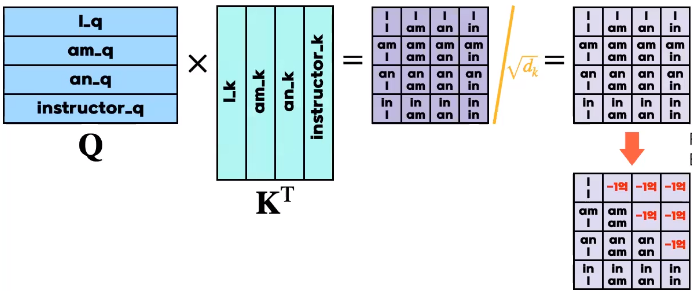 I_q
am_q
an_q
instructor_q
Q
×
I_k
am_k
an_k
instructor_k
K^T
=
I I I I
I am an in
am am am am
I am an in
an an an an
I am an in
in in in in
I am an in
/ √d_k
=
I I I I
I am an in
am am am am
I am an in
an an an an
I am an in
in in in in
I am an in
I -1억 -1억 -1억
I
am am -1억 -1억
I am
an an an -1억
I am an
in in in in
I am an in